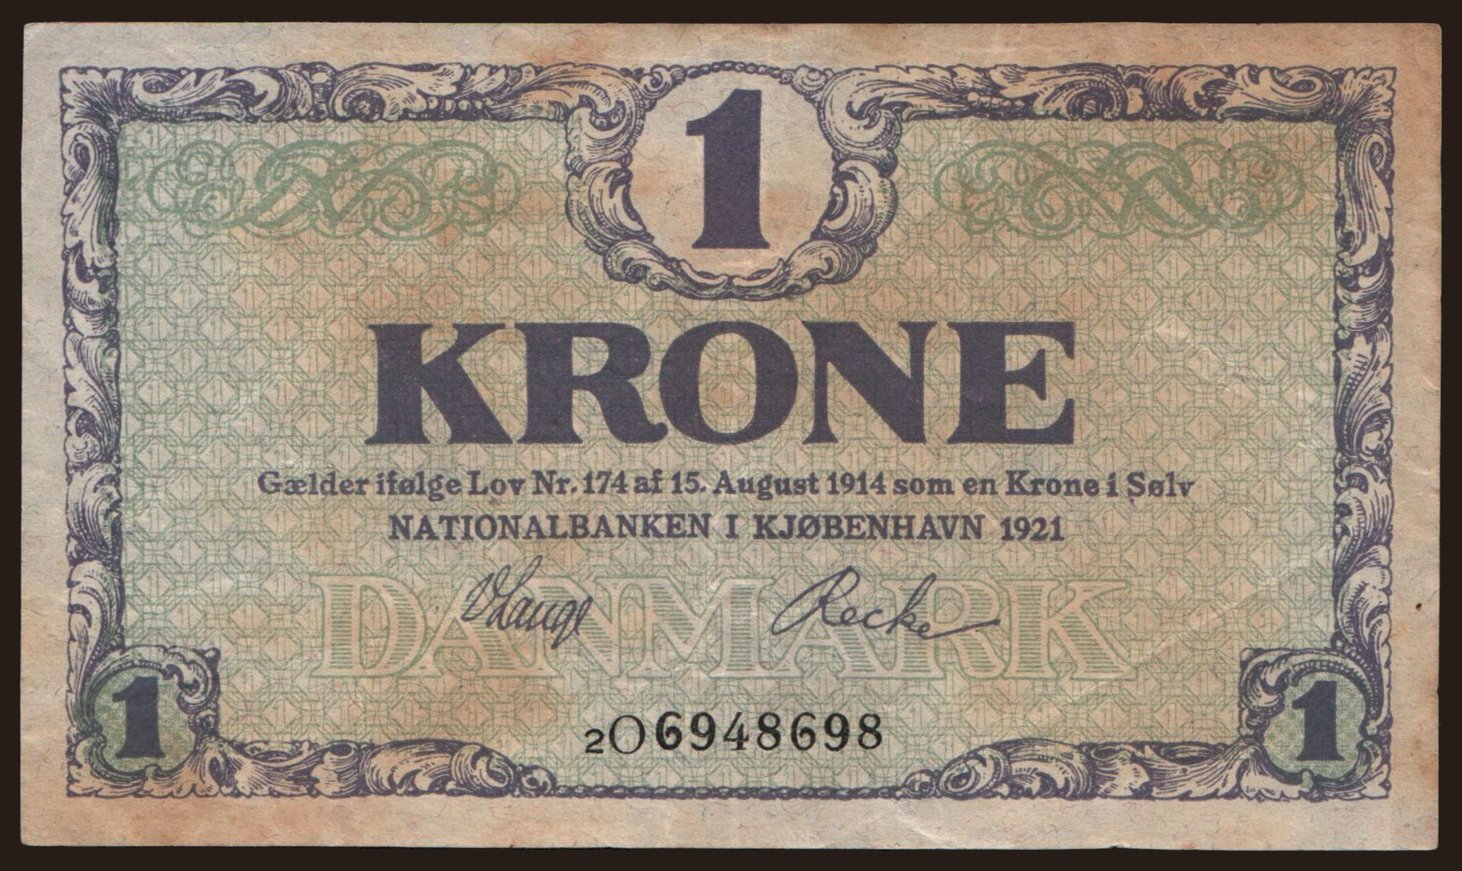 1
KRONE
Gælder ifølge Lov Nr. 174 af 15. August 1914 som en Krone i Sølv
NATIONALBANKEN I KJØBENHAVN 1921
DANMARK
V Lange Recke
1 1
2O6948698